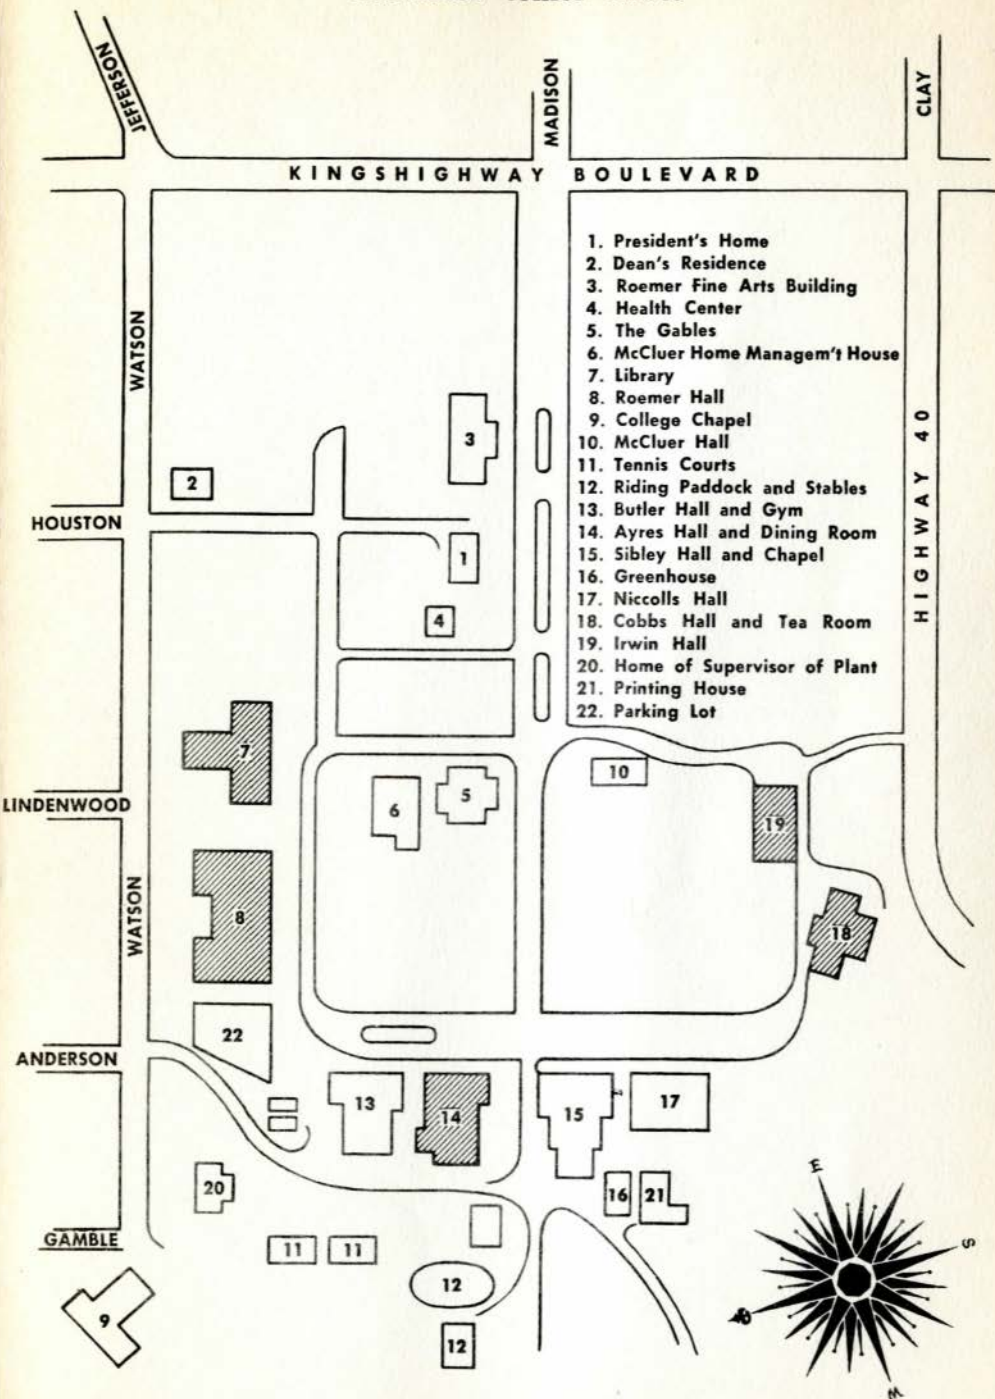 JEFFERSON
MADISON
CLAY
KINGSHIGHWAY BOULEVARD
WATSON
1. President's Home
2. Dean's Residence
3. Roemer Fine Arts Building
4. Health Center
5. The Gables
6. McCluer Home Managem't House
7. Library
8. Roemer Hall
9. College Chapel
10. McCluer Hall
11. Tennis Courts
12. Riding Paddock and Stables
13. Butler Hall and Gym
14. Ayres Hall and Dining Room
15. Sibley Hall and Chapel
16. Greenhouse
17. Niccolls Hall
18. Cobbs Hall and Tea Room
19. Irwin Hall
20. Home of Supervisor of Plant
21. Printing House
22. Parking Lot
HIGHWAY 40
3
2
HOUSTON
1
4
7
10
LINDENWOOD
6
5
19
WATSON
8
18
22
ANDERSON
13
14
15
17
20
16
21
E
S
GAMBLE
11
11
12
9
12